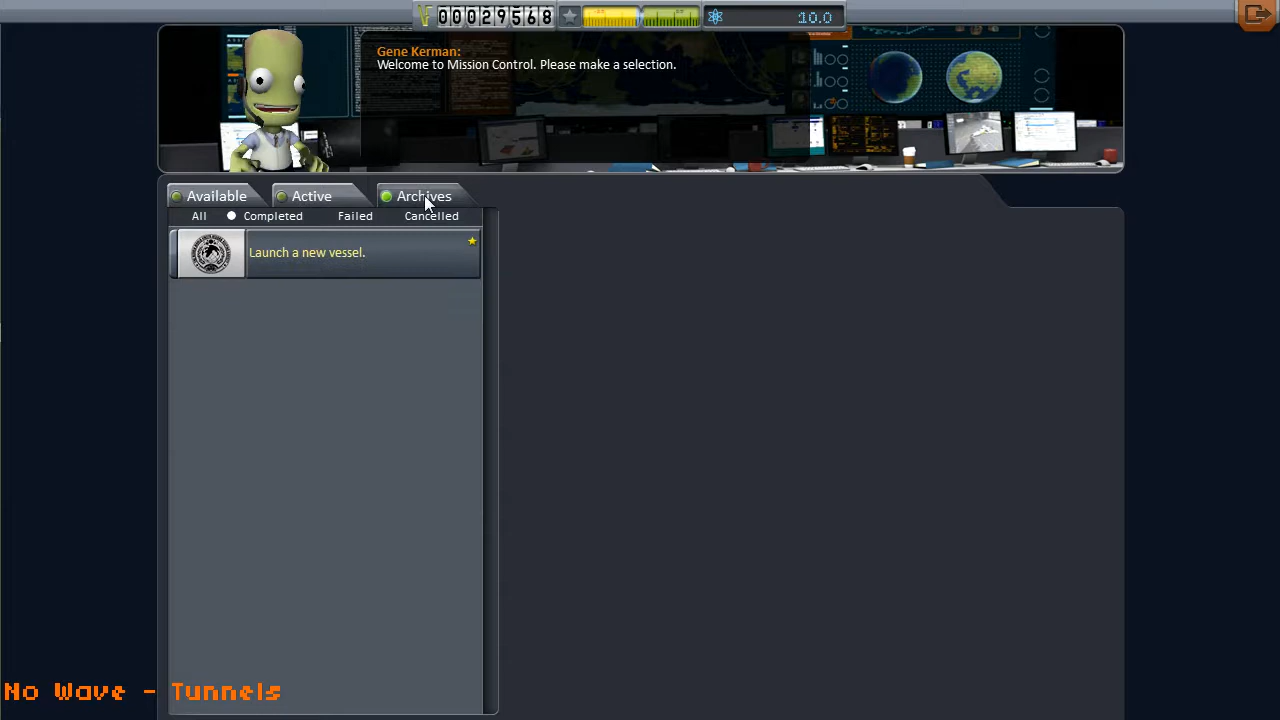 00029568
10.0
Gene Kerman:
Welcome to Mission Control. Please make a selection.
Available Active Archives
All Completed Failed Cancelled
Launch a new vessel.
No Wave - Tunnels